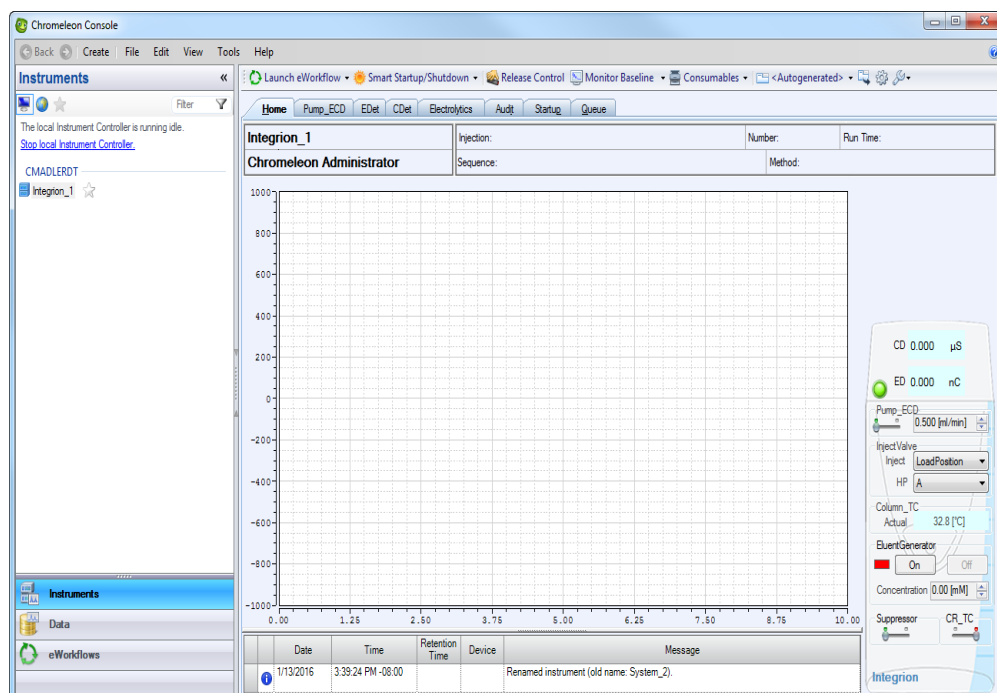 Chromeleon Console
Back Create File Edit View Tools Help
Instruments «
Launch eWorkflow Smart Startup/Shutdown Release Control Monitor Baseline Consumables <Autogenerated>
Filter
The local Instrument Controller is running idle.
Stop local Instrument Controller.
CMADLERDT
Integrion_1
Home Pump_ECD EDet CDet Electrolytics Audit Startup Queue
Integrion_1 Injection: Number: Run Time:
Chromeleon Administrator Sequence: Method:
1000
800
600
400
200
0
-200
-400
-600
-800
-1000
0.00 1.25 2.50 3.75 5.00 6.25 7.50 8.75 10.00
CD 0.000 µS
ED 0.000 nC
Pump_ECD
0.500 [ml/min]
InjectValve
Inject LoadPosition
HP A
Column_TC
Actual 32.8 [°C]
EluentGenerator
On Off
Concentration 0.00 [mM]
Suppressor CR_TC
Integrion
Instruments
Data
eWorkflows
Date Time Retention Time Device Message
1/13/2016 3:39:24 PM -08:00 Renamed instrument (old name: System_2).